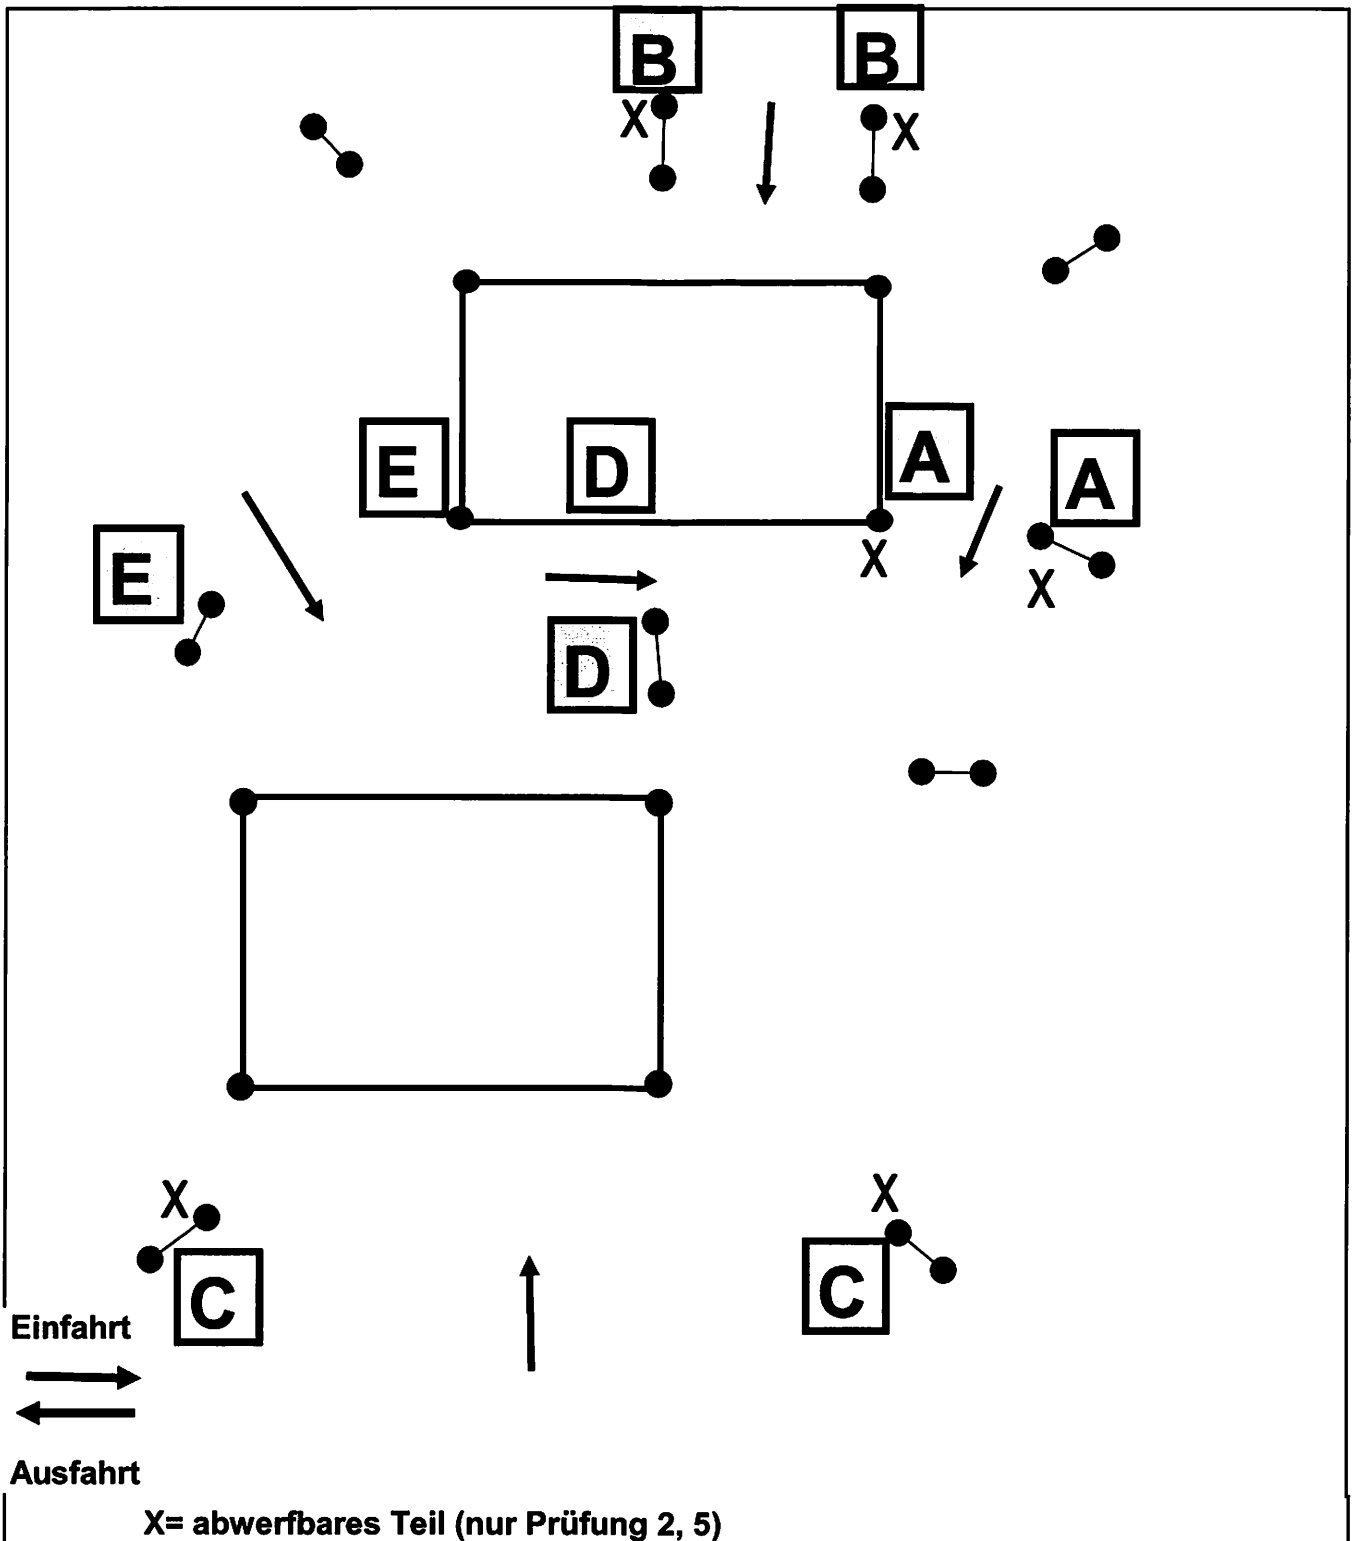 B B
X X
E D A A
X
E X
D
X X
C C
Einfahrt
Ausfahrt
X= abwerfbares Teil (nur Prüfung 2, 5)